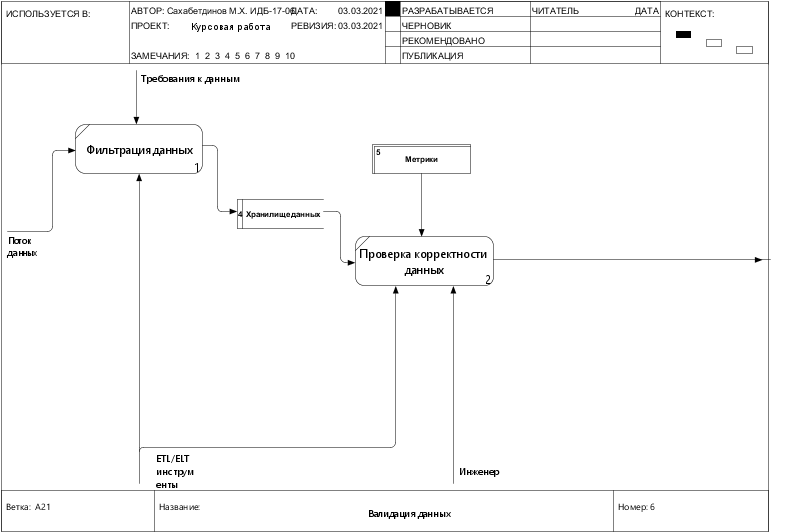 ИСПОЛЬЗУЕТСЯ В:
АВТОР: Сахабетдинов М.Х. ИДБ-17-06
ДАТА: 03.03.2021
ПРОЕКТ: Курсовая работа
РЕВИЗИЯ: 03.03.2021
ЗАМЕЧАНИЯ: 1 2 3 4 5 6 7 8 9 10
РАЗРАБАТЫВАЕТСЯ
ЧЕРНОВИК
РЕКОМЕНДОВАНО
ПУБЛИКАЦИЯ
ЧИТАТЕЛЬ ДАТА
КОНТЕКСТ:
Требования к данным
Фильтрация данных
1
5
Метрики
4 Хранилище данных
Поток
данных
Проверка корректности
данных
2
ETL/ELT
инструм
енты
Инженер
Ветка: A21
Название:
Валидация данных
Номер: 6